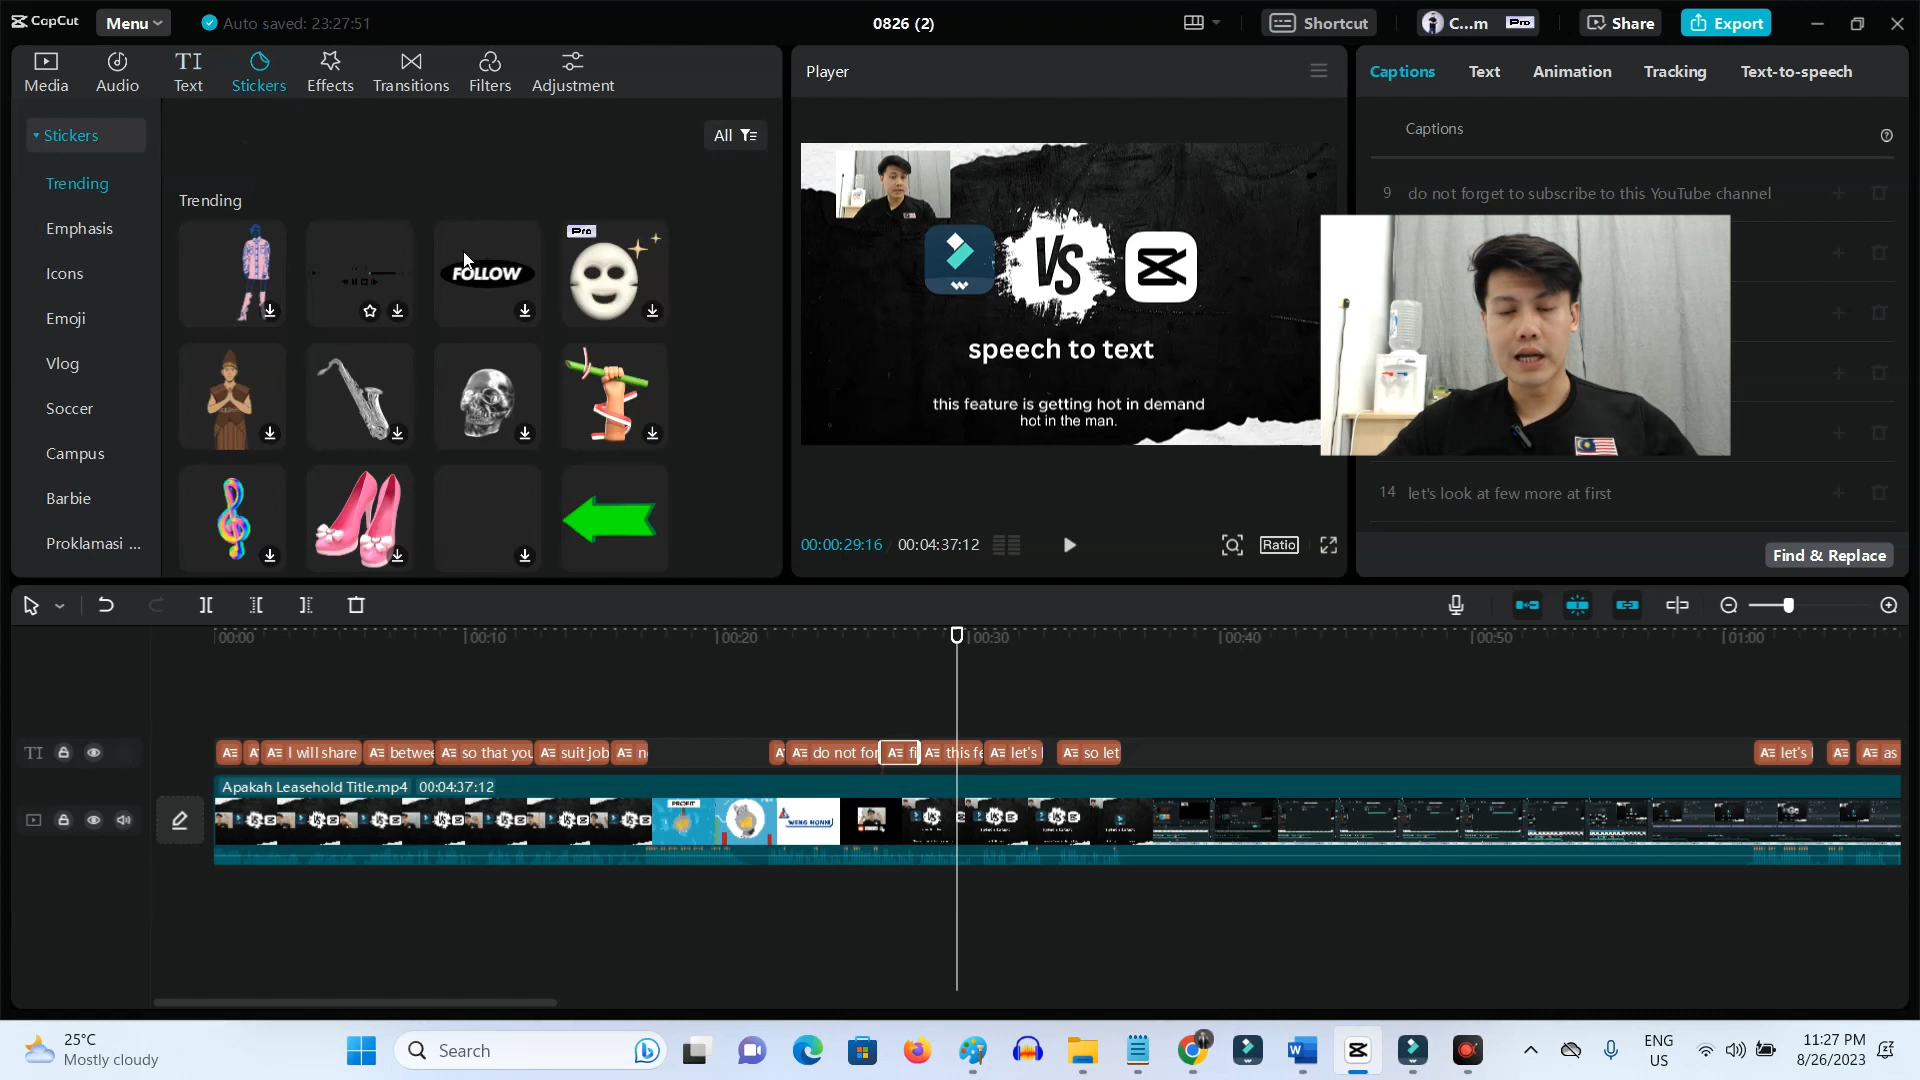 CapCut
Menu
Auto saved: 23:27:51
0826 (2)
Shortcut
C...m
Pro
Share
Export
Media
Audio
Text
Stickers
Effects
Transitions
Filters
Adjustment
Stickers
Trending
Emphasis
Icons
Emoji
Vlog
Soccer
Campus
Barbie
Proklamasi ...
All
Trending
FOLLOW
Pro
Player
VS
speech to text
this feature is getting hot in demand
hot in the man.
00:00:29:16
00:04:37:12
Ratio
Captions
Text
Animation
Tracking
Text-to-speech
Captions
9 do not forget to subscribe to this YouTube channel
14 let's look at few more at first
Find & Replace
00:00
00:10
00:20
00:30
00:40
00:50
01:00
I will share
betwee
so that you
suit job
n
do not for
fi
this fe
let's l
so let
let's l
as
Apakah Leasehold Title.mp4 00:04:37:12
PROFIT
WENG HONN
25°C
Mostly cloudy
Search
ENG
US
11:27 PM
8/26/2023